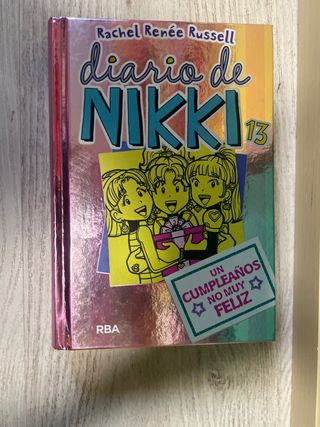 Rachel Renée Russell
diario de
NIKKI 13
UN
CUMPLEAÑOS
NO MUY
FELIZ
RBA